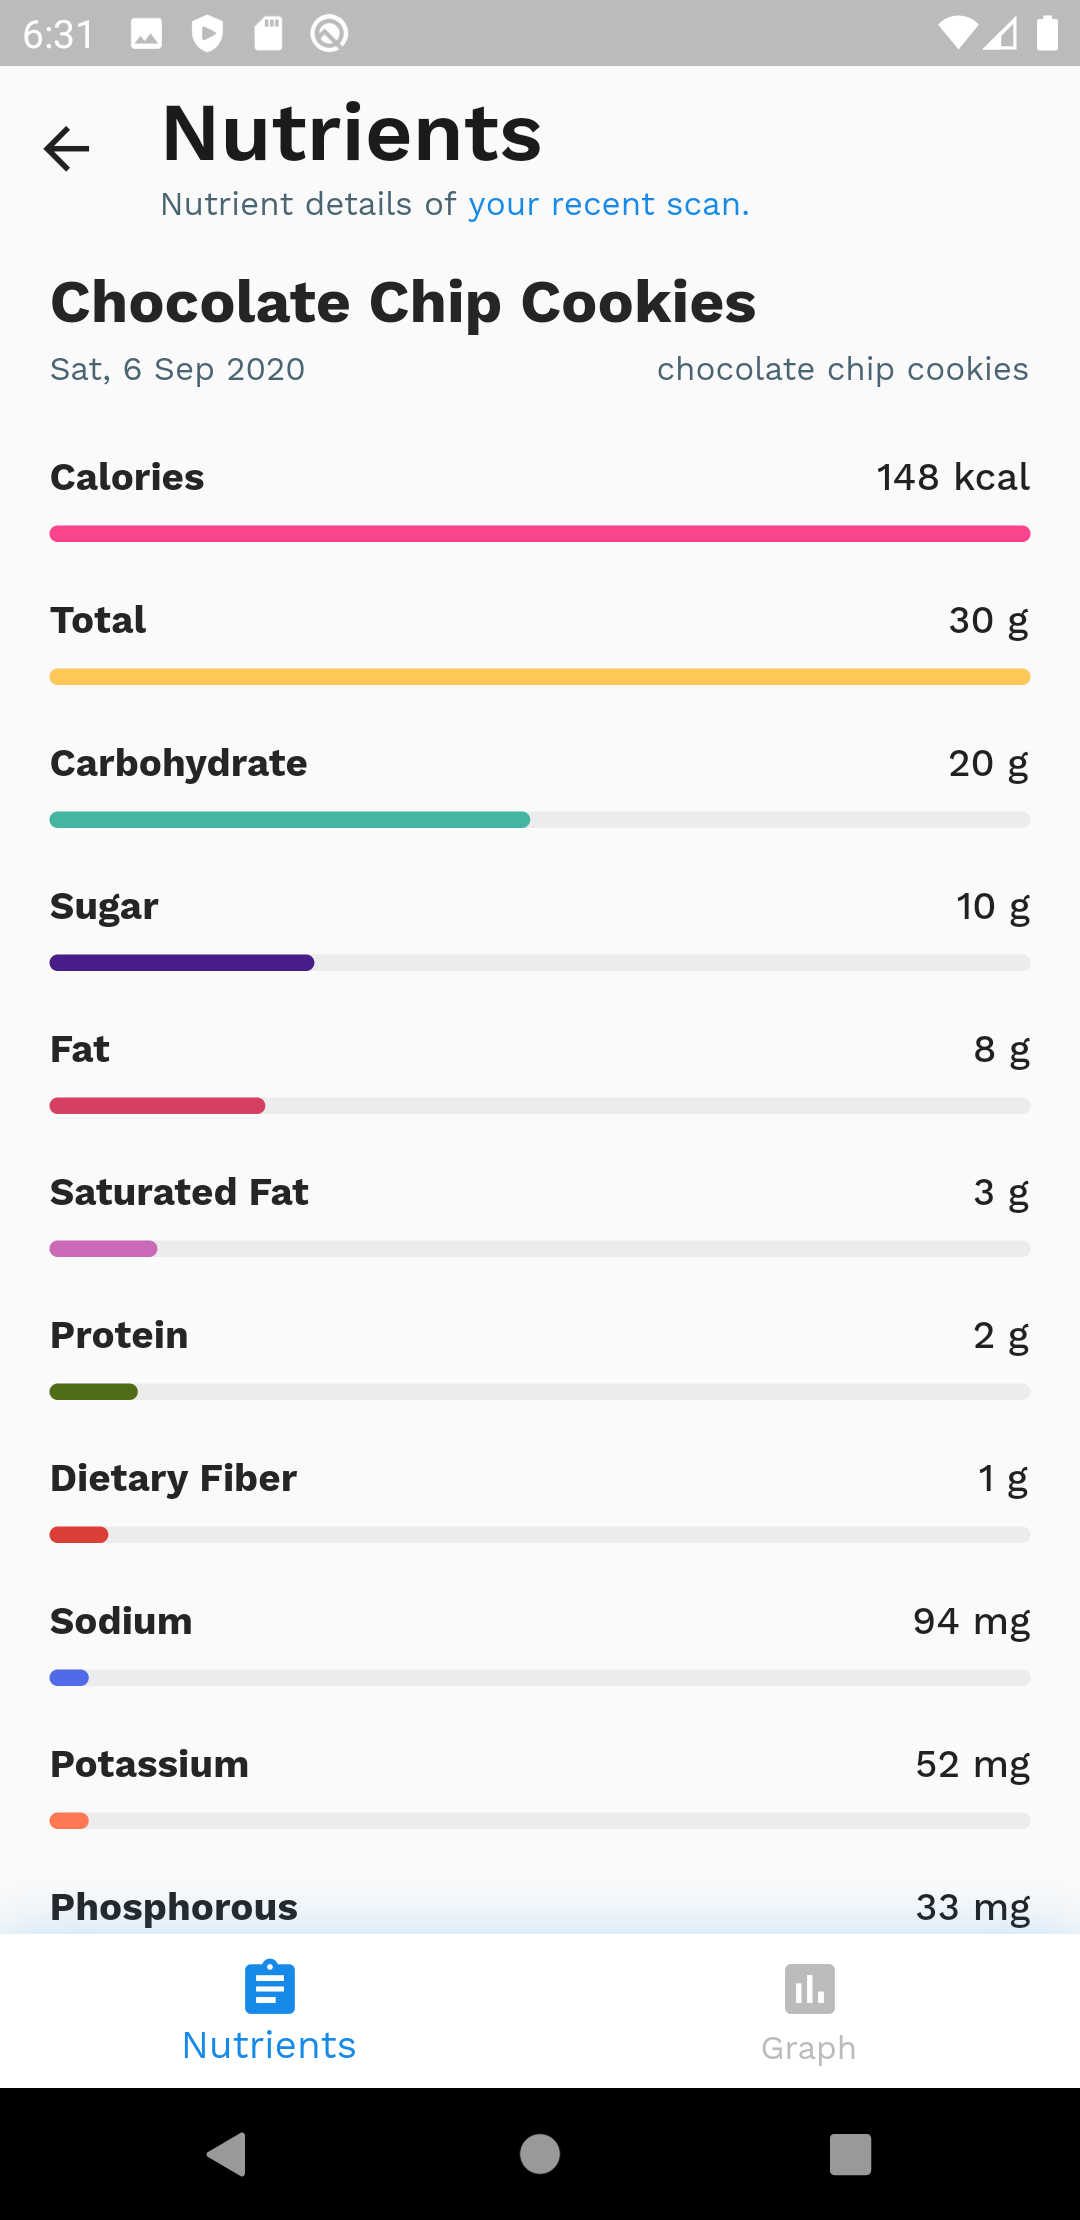 6:31
Nutrients
Nutrient details of your recent scan.
Chocolate Chip Cookies
Sat, 6 Sep 2020 chocolate chip cookies
Calories 148 kcal
Total 30 g
Carbohydrate 20 g
Sugar 10 g
Fat 8 g
Saturated Fat 3 g
Protein 2 g
Dietary Fiber 1 g
Sodium 94 mg
Potassium 52 mg
Phosphorous 33 mg
Nutrients Graph